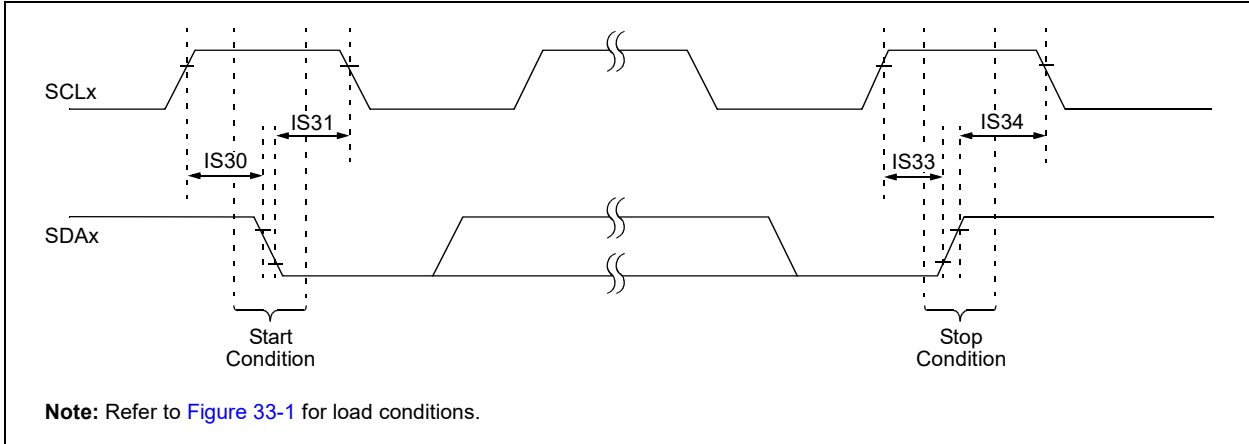 SCLx
IS31
IS34
IS30
IS33
SDAx
Start
Condition
Stop
Condition
Note: Refer to Figure 33-1 for load conditions.